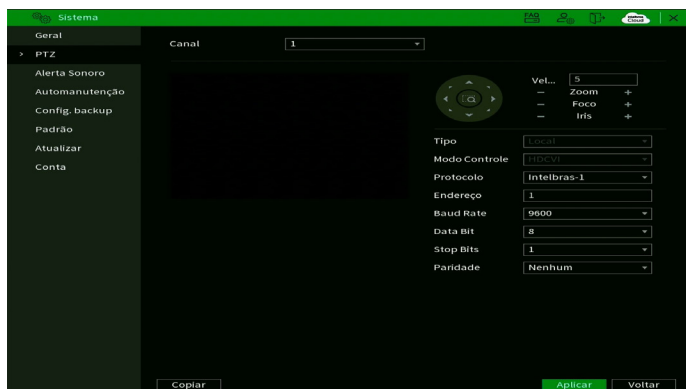 Sistema
FAQ
intelbras
Cloud
Geral
PTZ
Alerta Sonoro
Automanutenção
Config. backup
Padrão
Atualizar
Conta
Canal 1
Vel... 5
Zoom
Foco
Iris
Tipo Local
Modo Controle HDCVI
Protocolo Intelbras-1
Endereço 1
Baud Rate 9600
Data Bit 8
Stop Bits 1
Paridade Nenhum
Copiar
Aplicar
Voltar